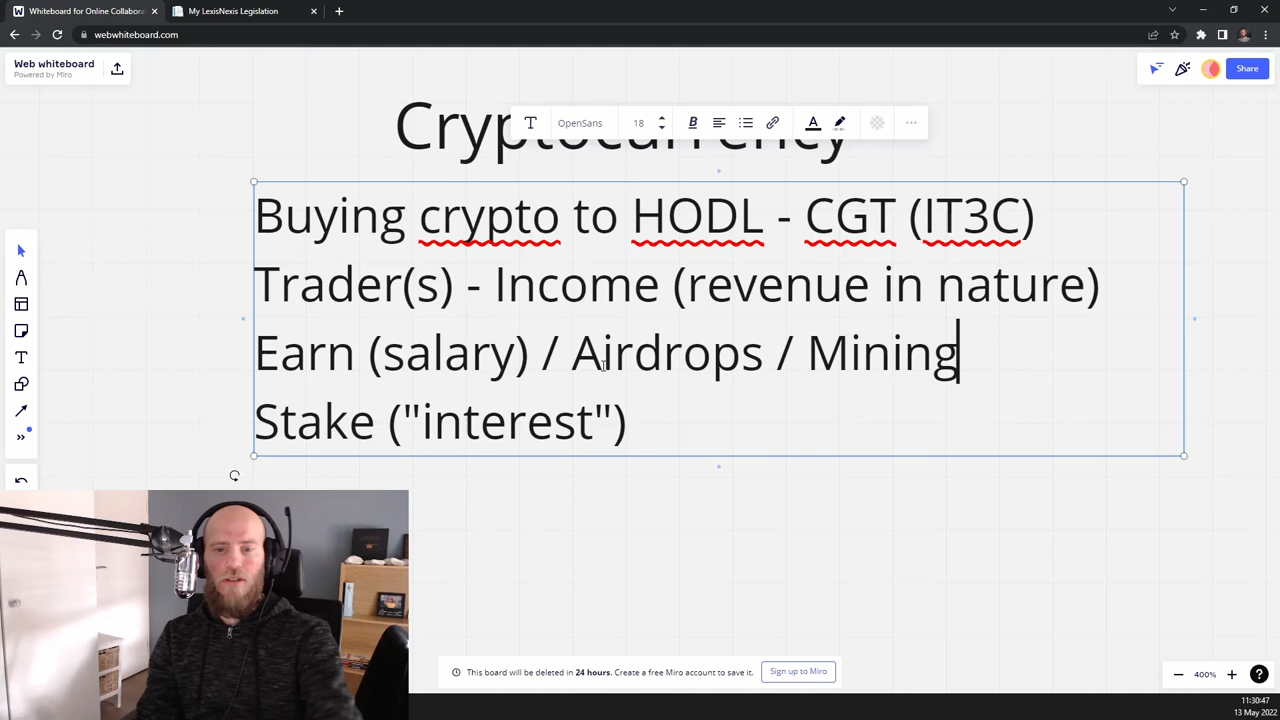 Whiteboard for Online Collabora
My LexisNexis Legislation
webwhiteboard.com
Web whiteboard
Powered by Miro
Share
Cryptocurrency
OpenSans
18
B
A
Buying crypto to HODL - CGT (IT3C)
Trader(s) - Income (revenue in nature)
Earn (salary) / Airdrops / Mining
Stake ("interest")
This board will be deleted in 24 hours. Create a free Miro account to save it.
Sign up to Miro
400%
11:30:47
13 May 2022